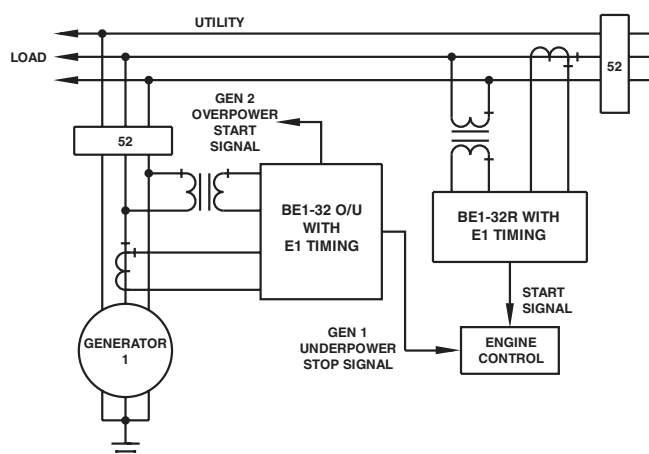 UTILITY
LOAD
52
GEN 2
OVERPOWER
START
SIGNAL
52
BE1-32 O/U
WITH
E1 TIMING
BE1-32R WITH
E1 TIMING
START
SIGNAL
GENERATOR
1
GEN 1
UNDERPOWER
STOP SIGNAL
ENGINE
CONTROL